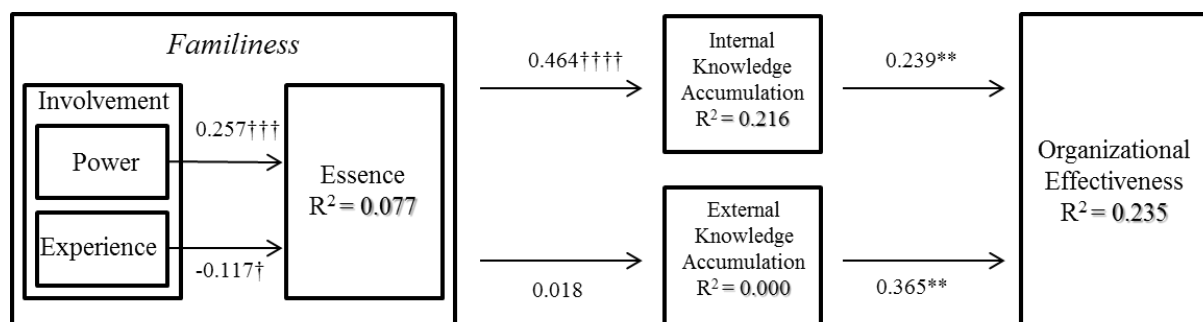 Familiness
Involvement
0.257†††
Power
Experience
-0.117†
Essence
R² = 0.077
0.464††††
0.018
Internal
Knowledge
Accumulation
R² = 0.216
External
Knowledge
Accumulation
R² = 0.000
0.239**
0.365**
Organizational
Effectiveness
R² = 0.235